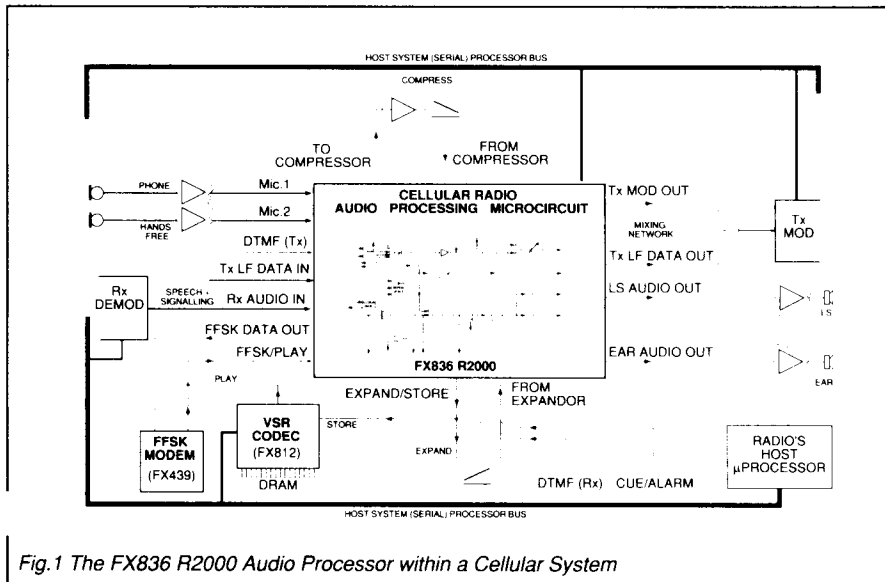 HOST SYSTEM (SERIAL) PROCESSOR BUS
COMPRESS
TO COMPRESSOR
FROM COMPRESSOR
PHONE
Mic.1
HANDS FREE
Mic.2
DTMF (Tx)
Tx LF DATA IN
Rx DEMOD
SPEECH + SIGNALLING
Rx AUDIO IN
FFSK DATA OUT
FFSK/PLAY
PLAY
CELLULAR RADIO
AUDIO PROCESSING MICROCIRCUIT
FX836 R2000
Tx MOD OUT
MIXING NETWORK
Tx MOD
Tx LF DATA OUT
LS AUDIO OUT
LS
EAR AUDIO OUT
EAR
EXPAND/STORE
FROM EXPANDOR
FFSK MODEM
(FX439)
VSR CODEC
(FX812)
DRAM
STORE
EXPAND
DTMF (Rx)
CUE/ALARM
RADIO'S HOST µPROCESSOR
HOST SYSTEM (SERIAL) PROCESSOR BUS
Fig.1 The FX836 R2000 Audio Processor within a Cellular System